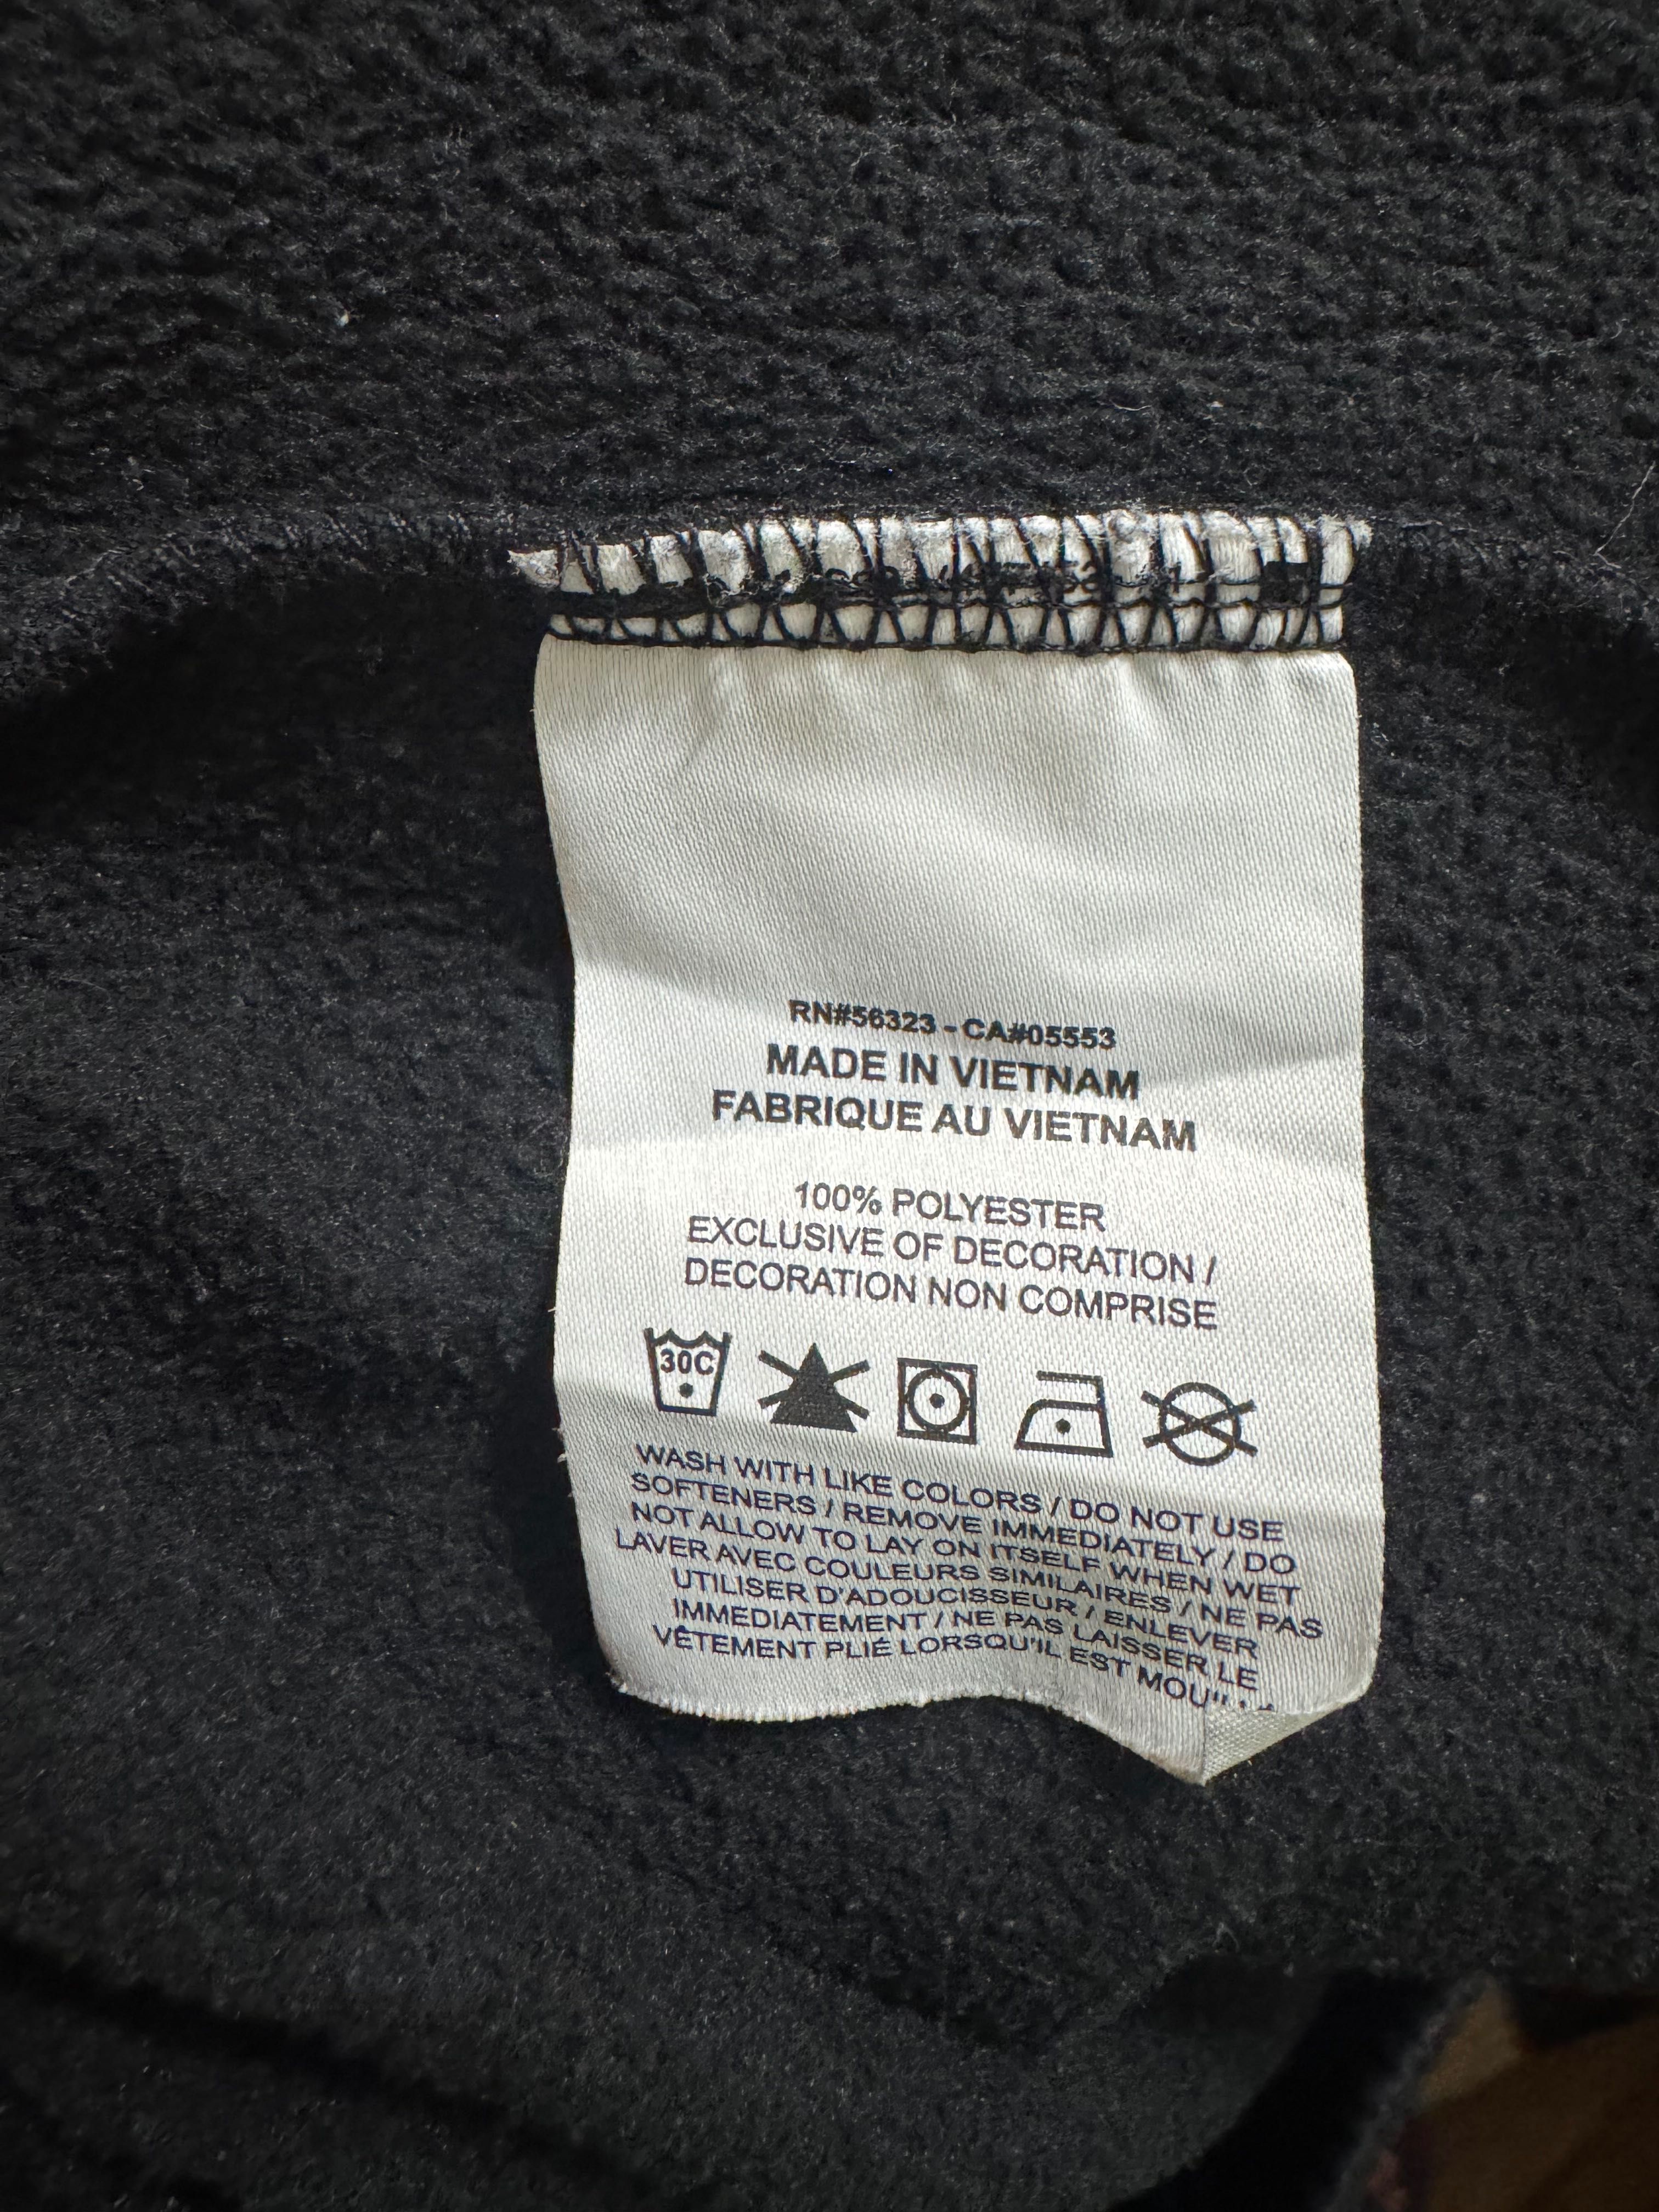 RN#56323 - CA#05553
MADE IN VIETNAM
FABRIQUE AU VIETNAM
100% POLYESTER
EXCLUSIVE OF DECORATION /
DECORATION NON COMPRISE
30C
WASH WITH LIKE COLORS / DO NOT USE
SOFTENERS / REMOVE IMMEDIATELY / DO
NOT ALLOW TO LAY ON ITSELF WHEN WET
LAVER AVEC COULEURS SIMILAIRES / NE PAS
UTILISER D'ADOUCISSEUR / ENLEVER
IMMEDIATEMENT / NE PAS LAISSER LE
VÊTEMENT PLIÉ LORSQU'IL EST